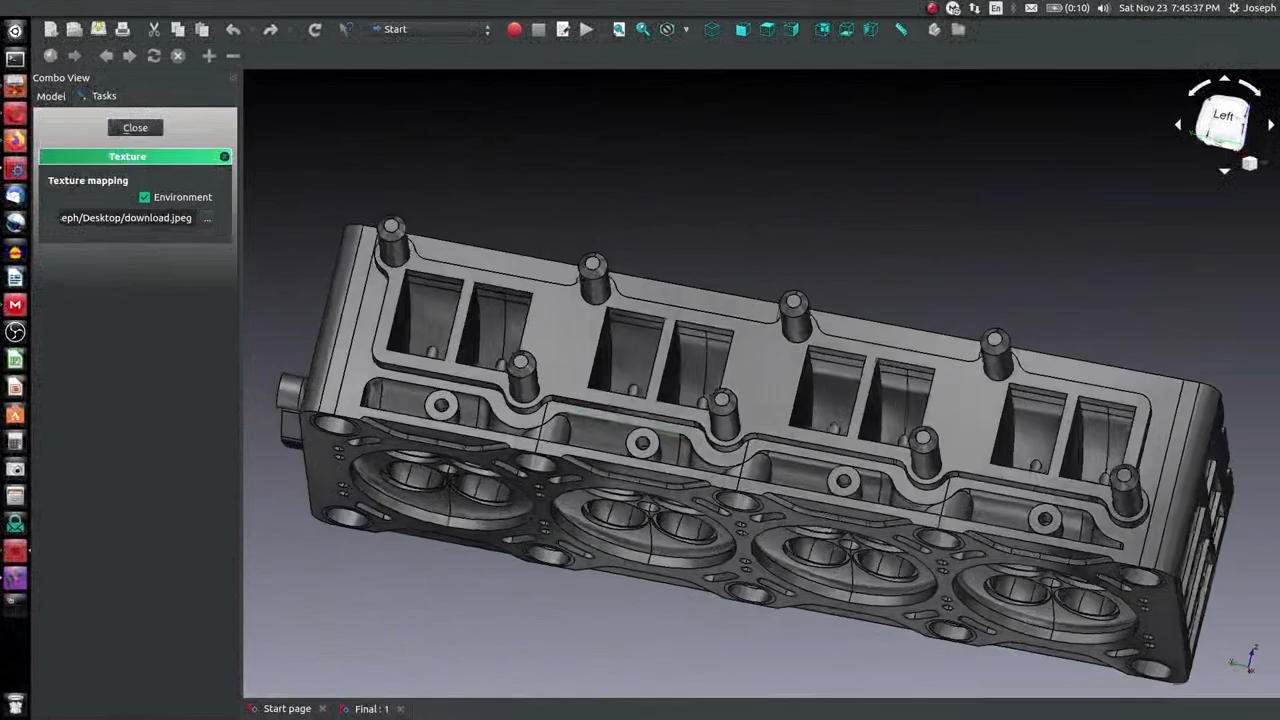 En
(0:10)
Sat Nov 23 7:45:37 PM
Joseph
Start
Combo View
Model
Tasks
Close
Texture
Texture mapping
Environment
eph/Desktop/download.jpeg
...
Left
Start page
Final : 1